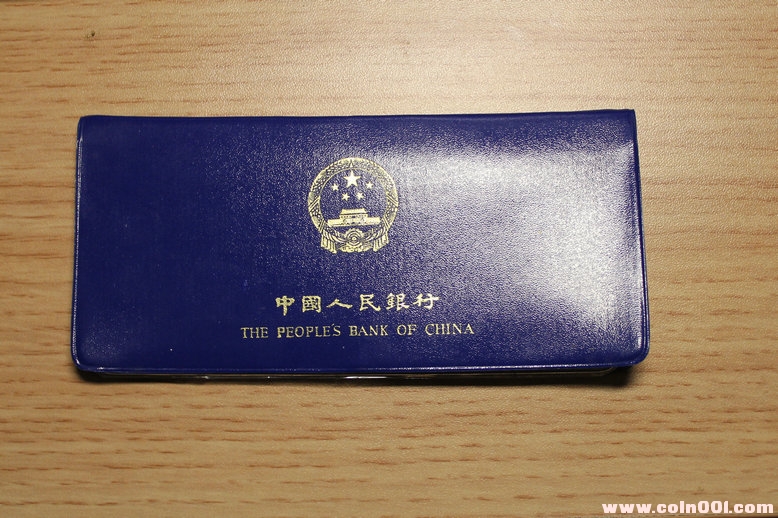 中國人民銀行
THE PEOPLE'S BANK OF CHINA
www.coin001.com